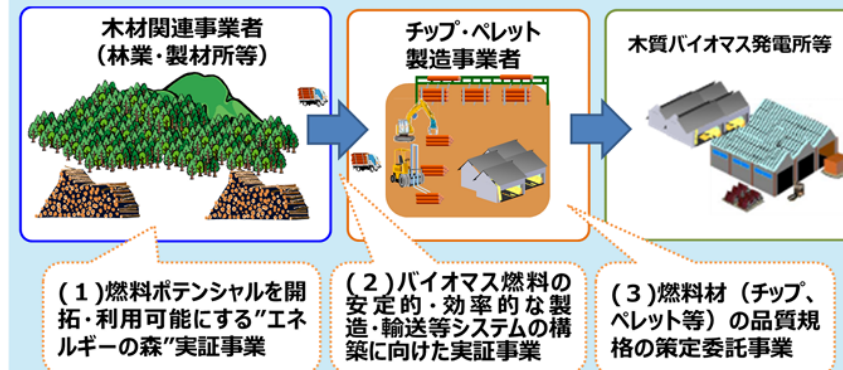 木材関連事業者
（林業・製材所等）
チップ・ペレット
製造事業者
木質バイオマス発電所等
(１)燃料ポテンシャルを開
拓・利用可能にする”エネ
ルギーの森”実証事業
(２)バイオマス燃料の
安定的・効率的な製
造・輸送等システムの構
築に向けた実証事業
(３)燃料材（チップ、
ペレット等）の品質規
格の策定委託事業